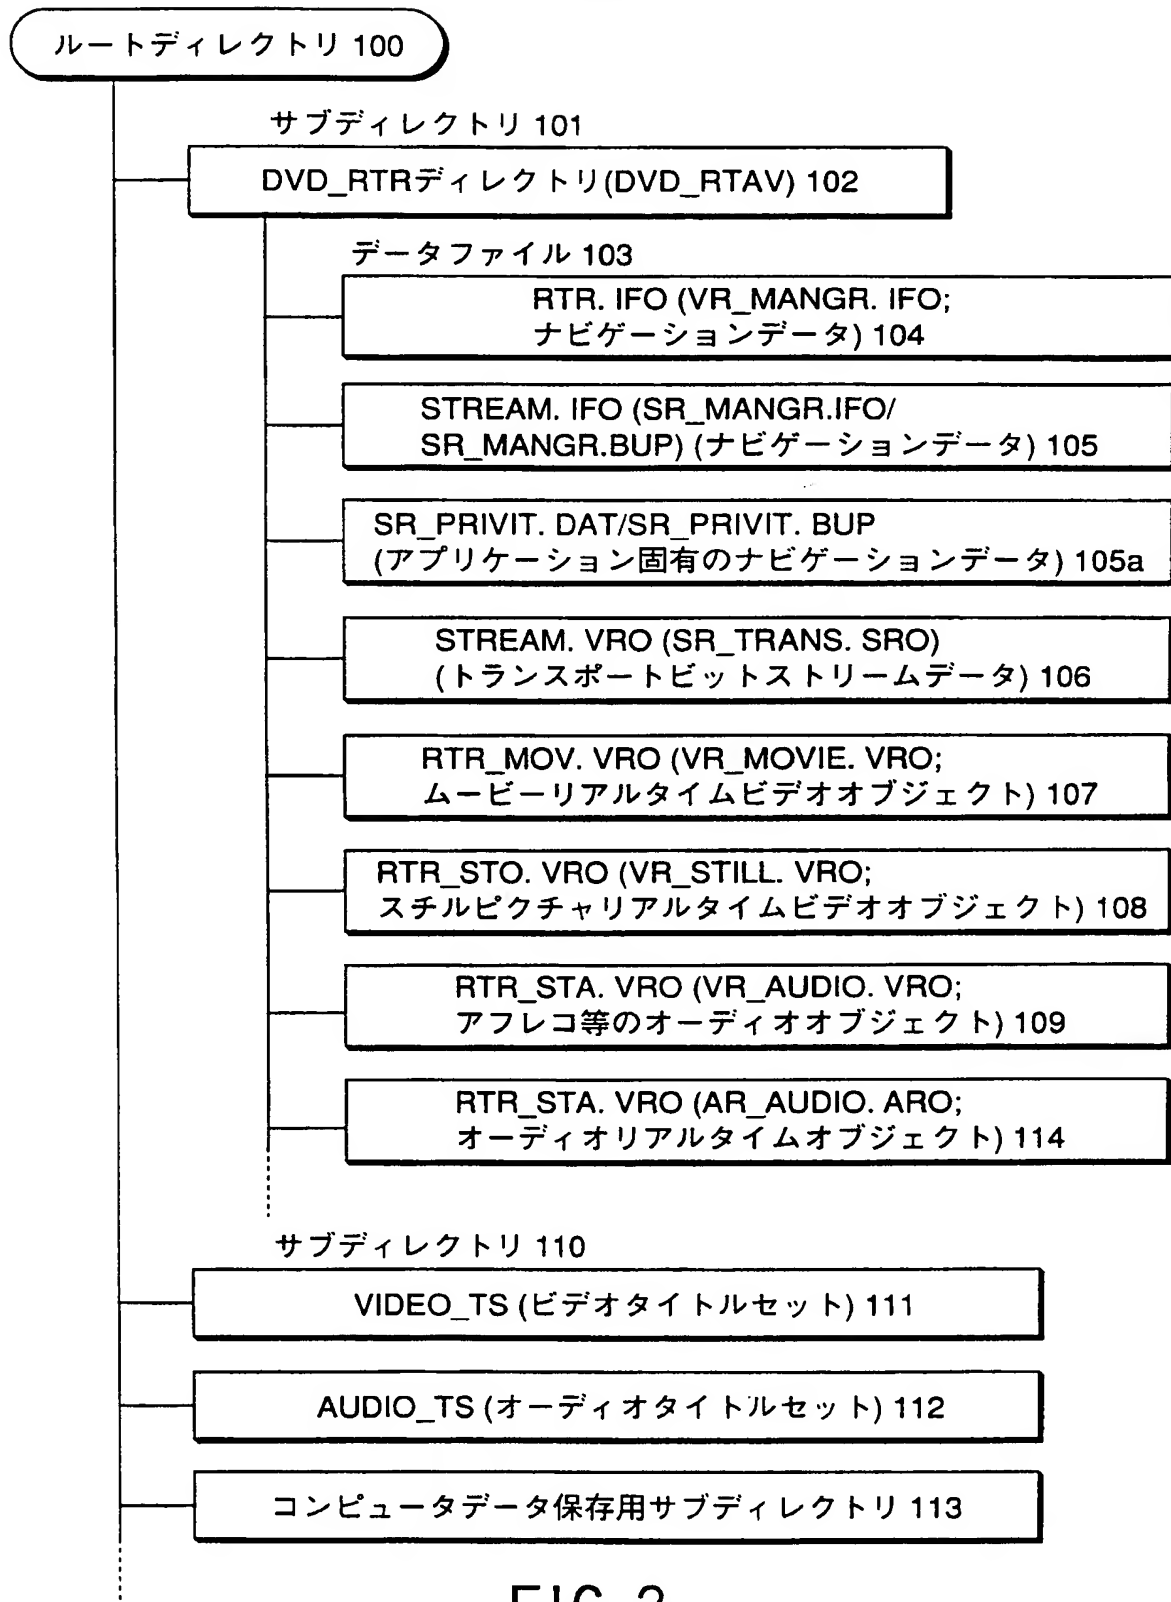 ルートディレクトリ 100
サブディレクトリ 101
DVD_RTRディレクトリ(DVD_RTAV) 102
データファイル 103
RTR. IFO (VR_MANGR. IFO;
ナビゲーションデータ) 104
STREAM. IFO (SR_MANGR.IFO/
SR_MANGR.BUP) (ナビゲーションデータ) 105
SR_PRIVIT. DAT/SR_PRIVIT. BUP
(アプリケーション固有のナビゲーションデータ) 105a
STREAM. VRO (SR_TRANS. SRO)
(トランスポートビットストリームデータ) 106
RTR_MOV. VRO (VR_MOVIE. VRO;
ムービーリアルタイムビデオオブジェクト) 107
RTR_STO. VRO (VR_STILL. VRO;
スチルピクチャリアルタイムビデオオブジェクト) 108
RTR_STA. VRO (VR_AUDIO. VRO;
アフレコ等のオーディオオブジェクト) 109
RTR_STA. VRO (AR_AUDIO. ARO;
オーディオリアルタイムオブジェクト) 114
サブディレクトリ 110
VIDEO_TS (ビデオタイトルセット) 111
AUDIO_TS (オーディオタイトルセット) 112
コンピュータデータ保存用サブディレクトリ 113